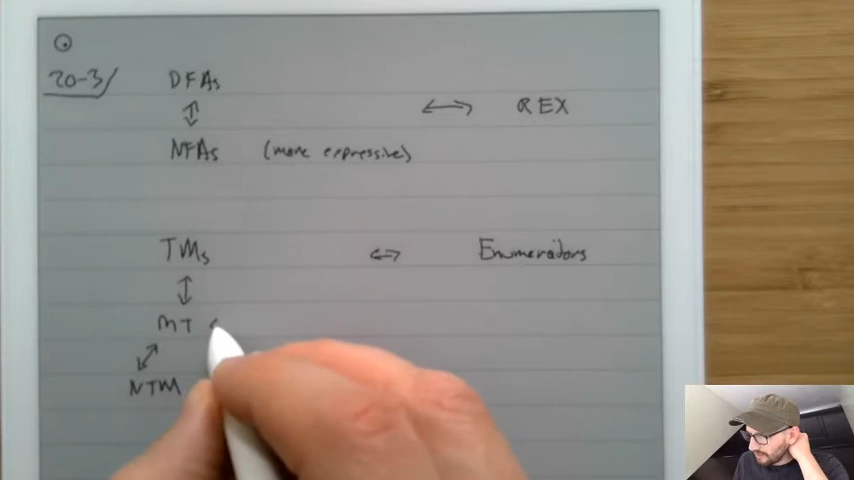 20-3/ DFAs
↕ ↔ REX
NFAs (more expressive)
TMs ↔ Enumerators
↕
MT
↗↙
NTM